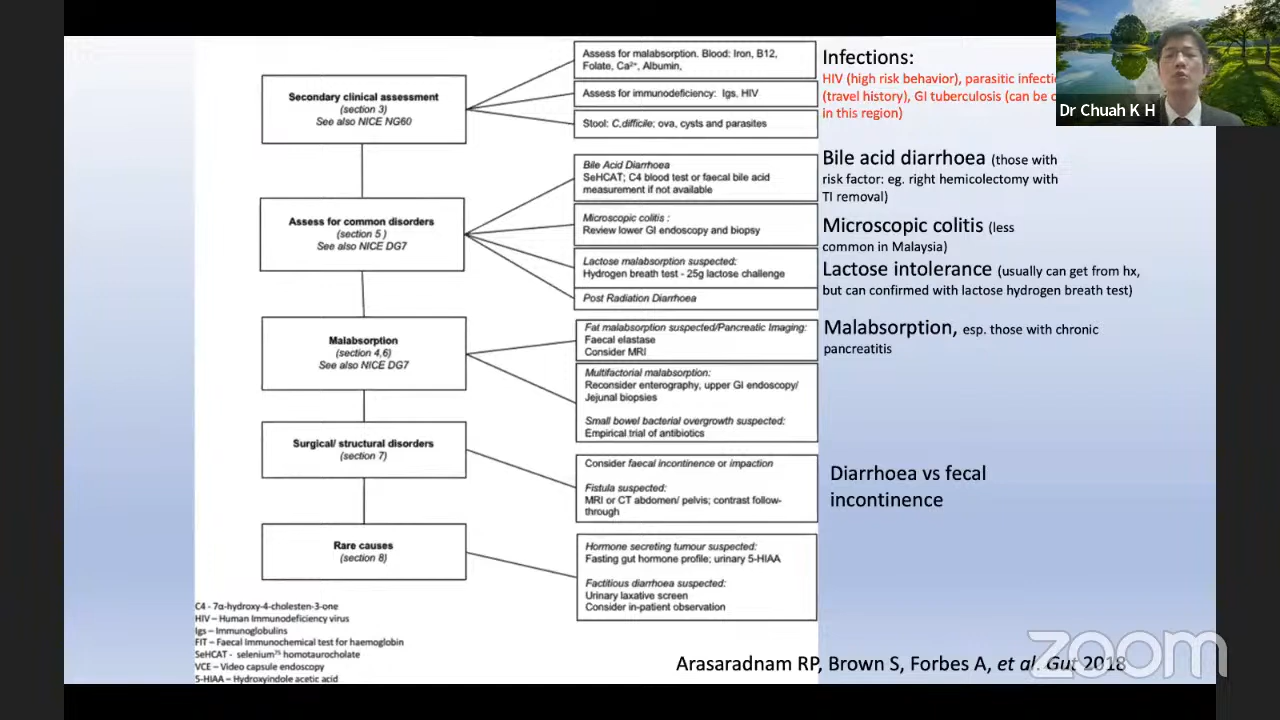 Secondary clinical assessment
(section 3)
See also NICE NG60
Assess for malabsorption. Blood: Iron, B12,
Folate, Ca²⁺, Albumin,
Assess for immunodeficiency: Igs, HIV
Stool: C.difficile; ova, cysts and parasites
Infections:
HIV (high risk behavior), parasitic
(travel history), GI tuberculosis (can be
in this region)
Dr Chuah K H
Assess for common disorders
(section 5 )
See also NICE DG7
Bile Acid Diarrhoea
SeHCAT; C4 blood test or faecal bile acid
measurement if not available
Microscopic colitis :
Review lower GI endoscopy and biopsy
Lactose malabsorption suspected:
Hydrogen breath test - 25g lactose challenge
Post Radiation Diarrhoea
Bile acid diarrhoea (those with
risk factor: eg. right hemicolectomy with
TI removal)
Microscopic colitis (less
common in Malaysia)
Lactose intolerance (usually can get from hx,
but can confirmed with lactose hydrogen breath test)
Malabsorption
(section 4,6)
See also NICE DG7
Fat malabsorption suspected/Pancreatic Imaging:
Faecal elastase
Consider MRI
Multifactorial malabsorption:
Reconsider enterography, upper GI endoscopy/
Jejunal biopsies
Small bowel bacterial overgrowth suspected:
Empirical trial of antibiotics
Malabsorption, esp. those with chronic
pancreatitis
Surgical/ structural disorders
(section 7)
Consider faecal incontinence or impaction
Fistula suspected:
MRI or CT abdomen/ pelvis; contrast follow-
through
Diarrhoea vs fecal
incontinence
Rare causes
(section 8)
Hormone secreting tumour suspected:
Fasting gut hormone profile; urinary 5-HIAA
Factitious diarrhoea suspected:
Urinary laxative screen
Consider in-patient observation
C4 - 7α-hydroxy-4-cholesten-3-one
HIV – Human Immunodeficiency virus
Igs – Immunoglobulins
FIT – Faecal Immunochemical test for haemoglobin
SeHCAT - selenium⁷⁵ homotaurocholate
VCE – Video capsule endoscopy
5-HIAA – Hydroxyindole acetic acid
Arasaradnam RP, Brown S, Forbes A, et al. Gut 2018
zoom